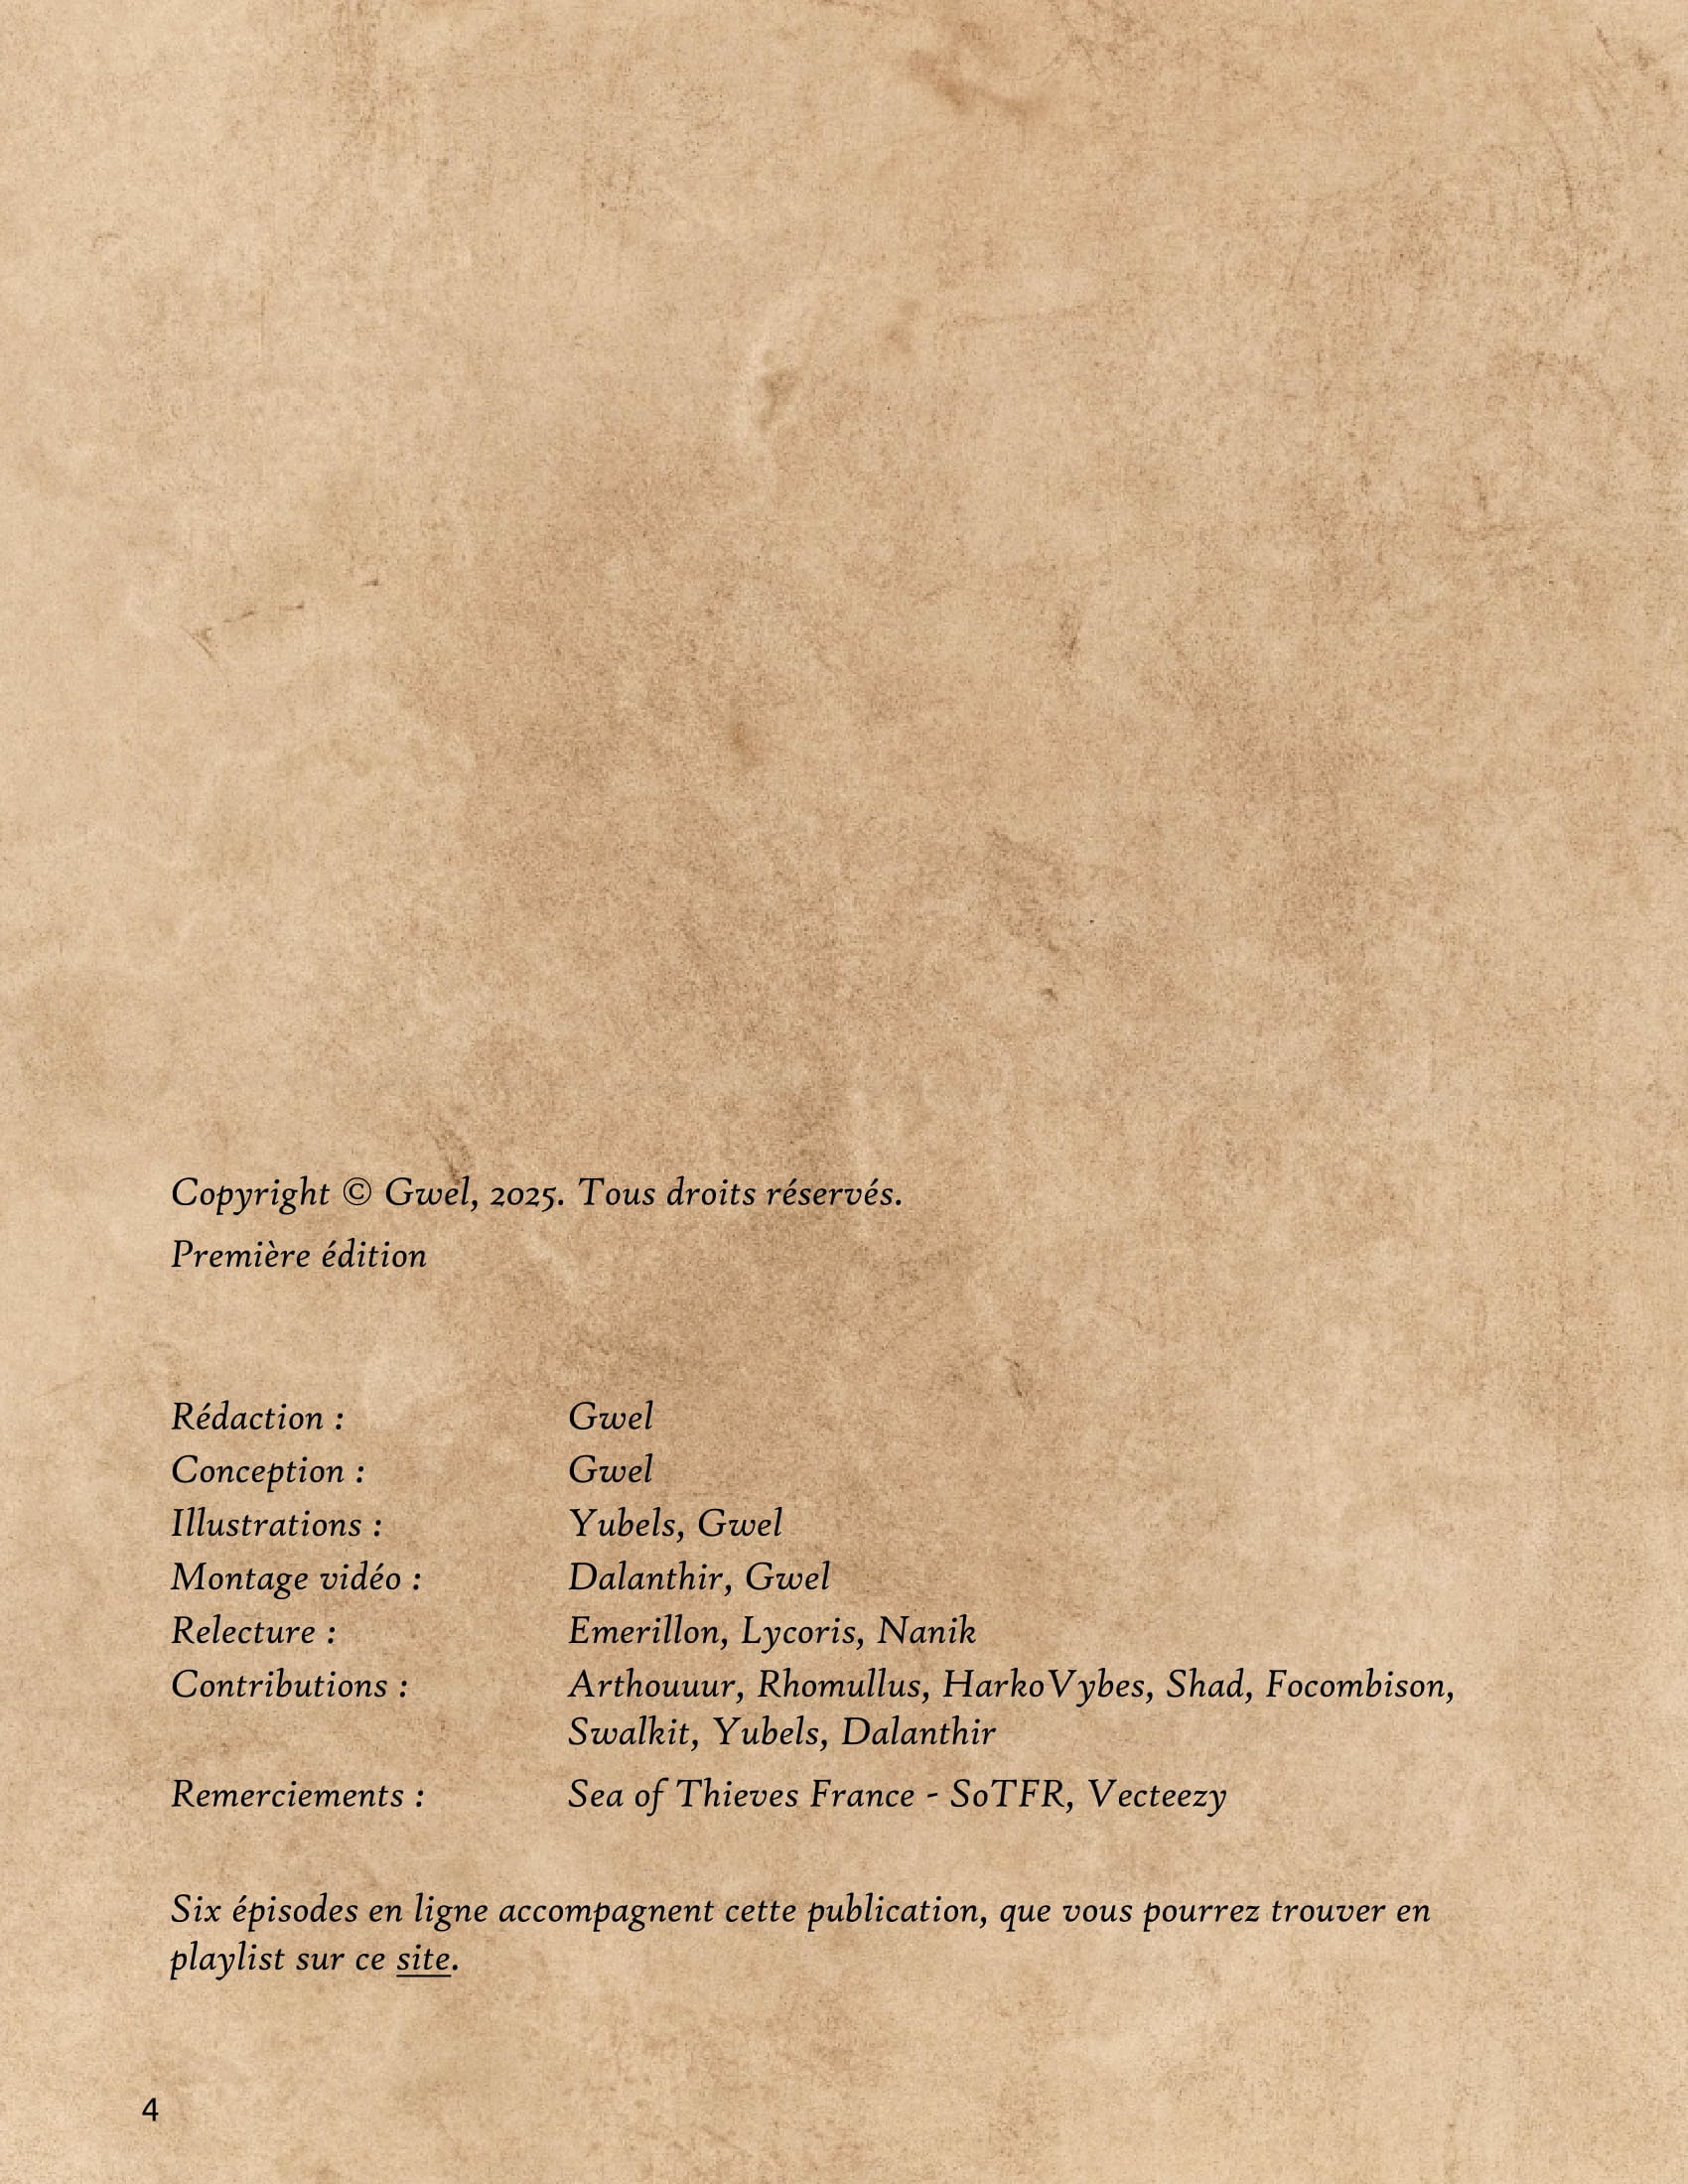 Copyright © Gwel, 2025. Tous droits réservés.
Première édition
Rédaction : Gwel
Conception : Gwel
Illustrations : Yubels, Gwel
Montage vidéo : Dalanthir, Gwel
Relecture : Emerillon, Lycoris, Nanik
Contributions : Arthouuur, Rhomullus, HarkoVybes, Shad, Focombison,
Swalkit, Yubels, Dalanthir
Remerciements : Sea of Thieves France - SoTFR, Vecteezy
Six épisodes en ligne accompagnent cette publication, que vous pourrez trouver en
playlist sur ce site.
4